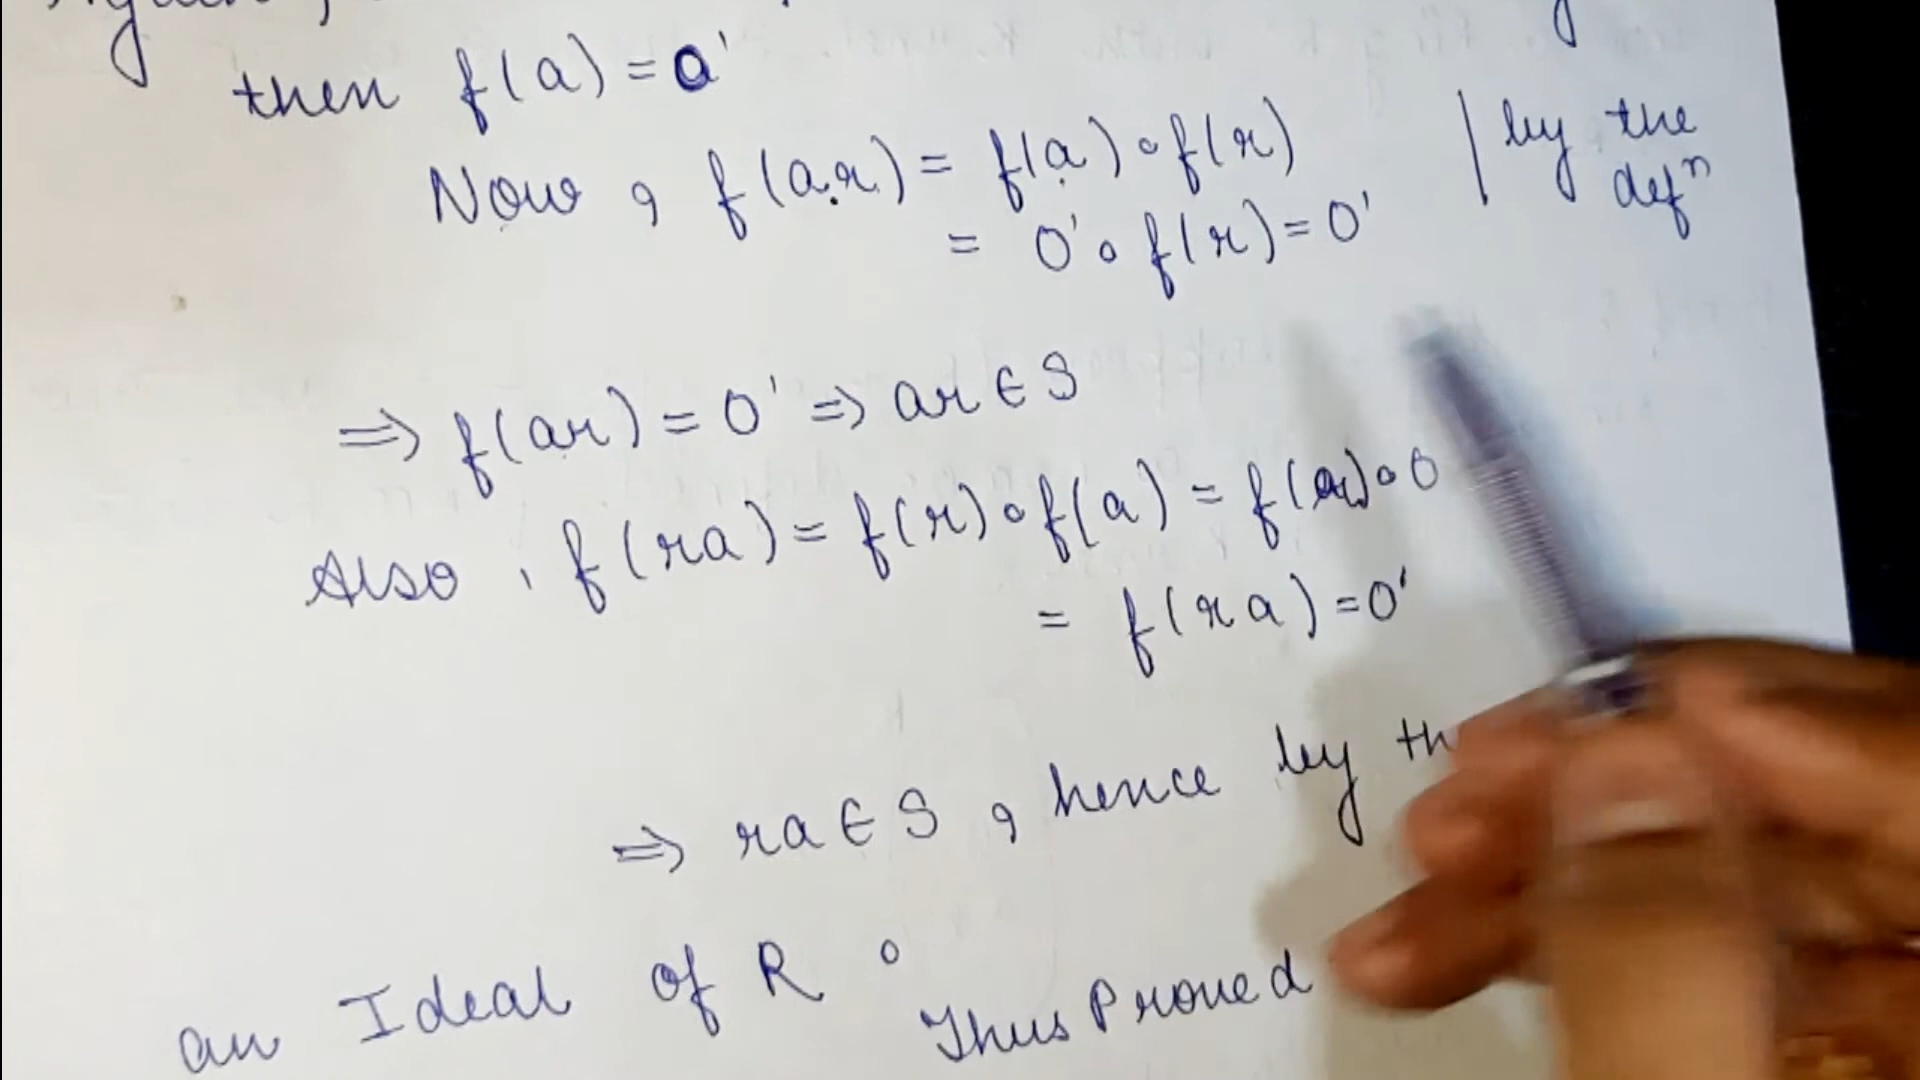 then f(a) = 0'
Now, f(a.r) = f(a) ∘ f(r) | by the defⁿ
= 0' ∘ f(r) = 0'
⇒ f(ar) = 0' ⇒ ar ∈ S
Also, f(ra) = f(r) ∘ f(a) = f(r) ∘ 0
= f(ra) = 0'
⇒ ra ∈ S, hence by
an Ideal of R.
Thus Proved